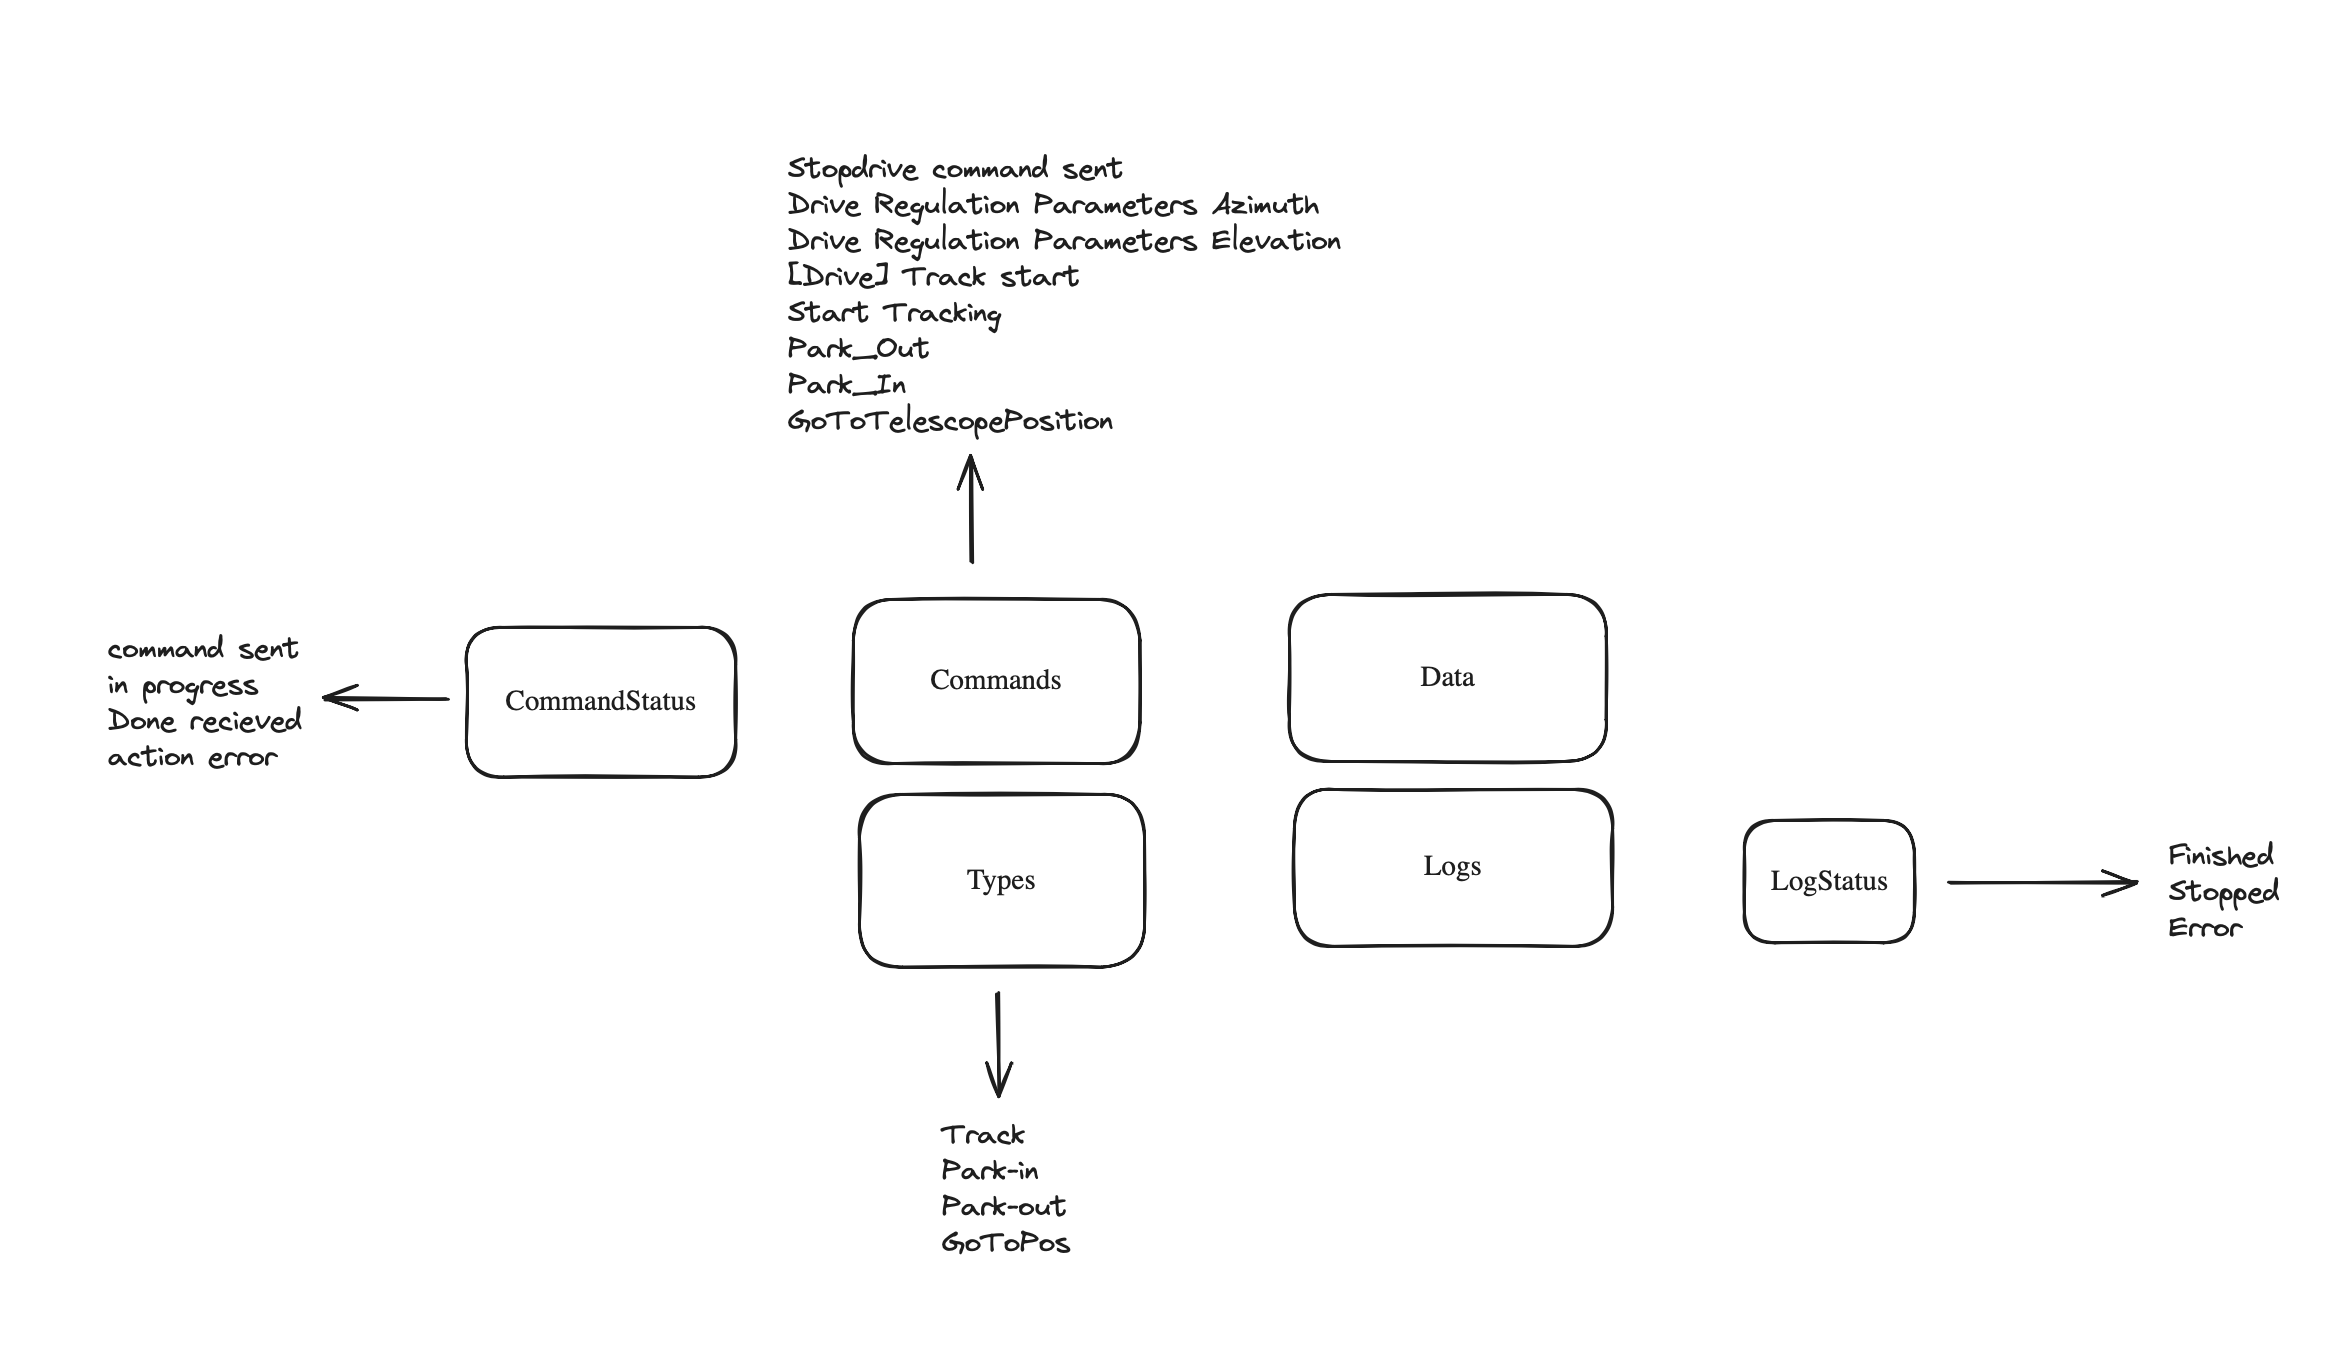 Stopdrive command sent
Drive Regulation Parameters Azimuth
Drive Regulation Parameters Elevation
[Drive] Track start
Start Tracking
Park_Out
Park_In
GoToTelescopePosition
command sent
in progress
Done recieved
action error
CommandStatus
Commands
Data
Types
Logs
LogStatus
Finished
Stopped
Error
Track
Park-in
Park-out
GoToPos